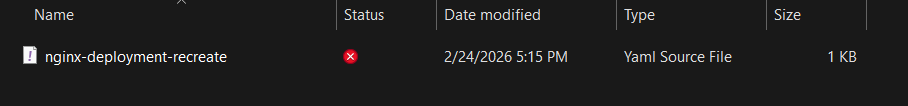 Name Status Date modified Type Size
nginx-deployment-recreate 2/24/2026 5:15 PM Yaml Source File 1 KB